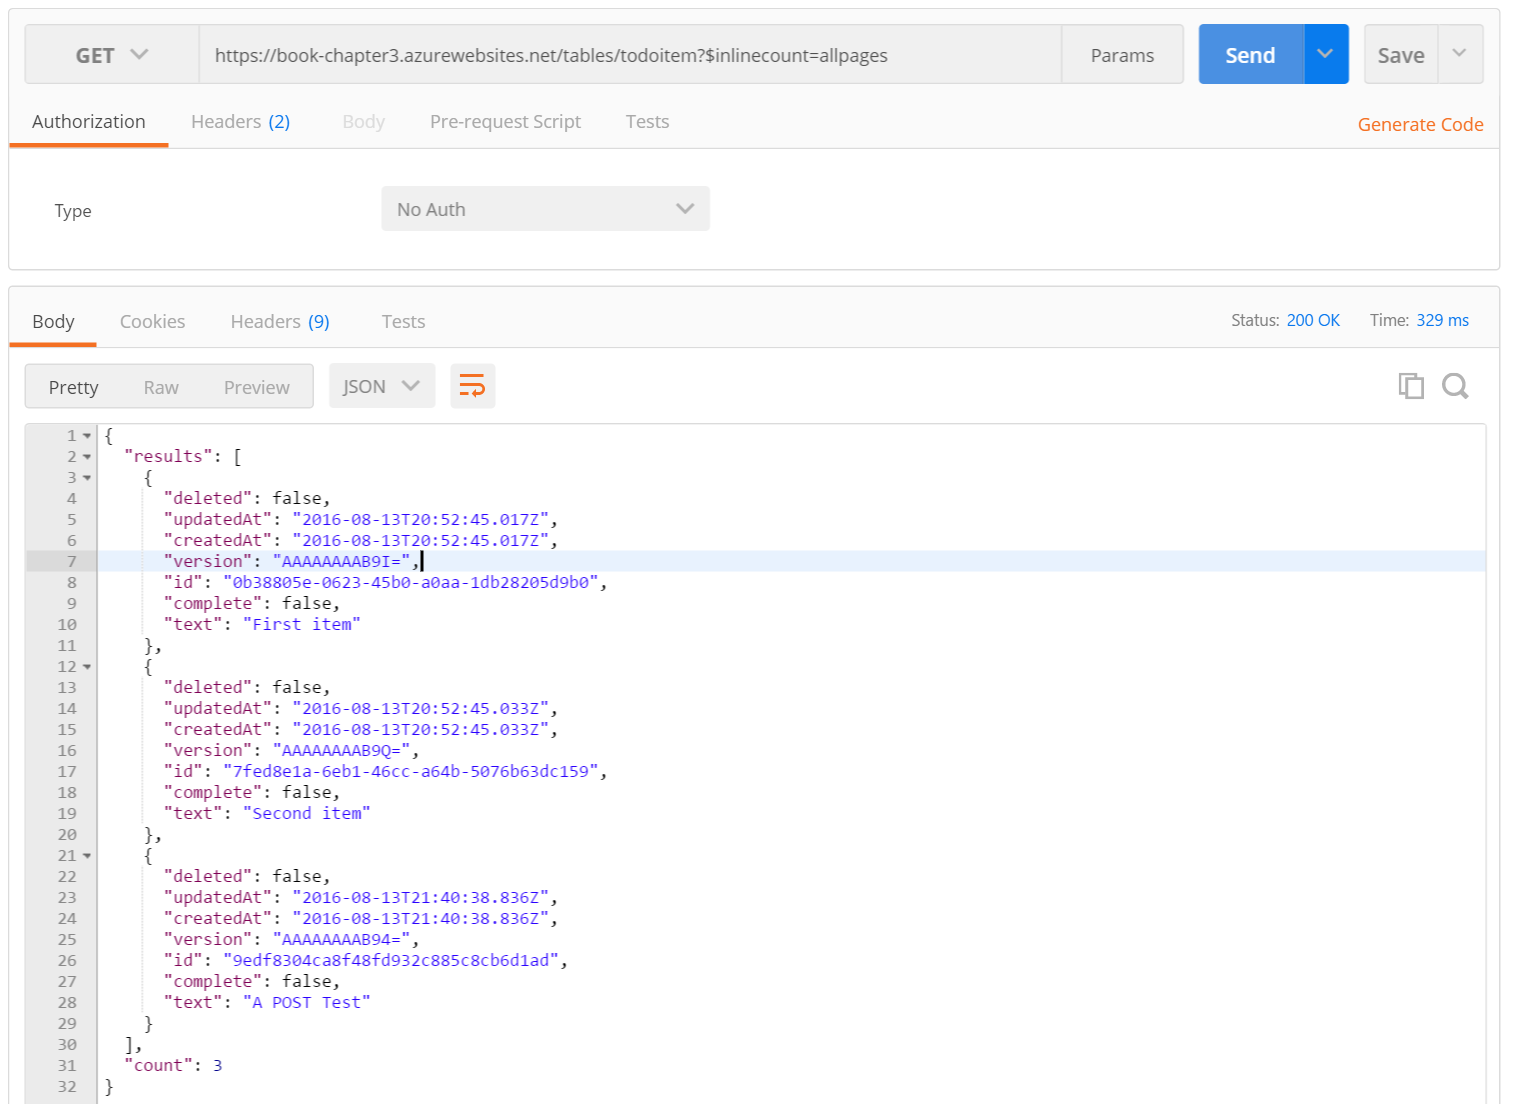 GET https://book-chapter3.azurewebsites.net/tables/todoitem?$inlinecount=allpages Params Send Save
Authorization Headers (2) Body Pre-request Script Tests Generate Code
Type No Auth
Body Cookies Headers (9) Tests Status: 200 OK Time: 329 ms
Pretty Raw Preview JSON
1 {
2 "results": [
3 {
4 "deleted": false,
5 "updatedAt": "2016-08-13T20:52:45.017Z",
6 "createdAt": "2016-08-13T20:52:45.017Z",
7 "version": "AAAAAAAAB9I=",
8 "id": "0b38805e-0623-45b0-a0aa-1db28205d9b0",
9 "complete": false,
10 "text": "First item"
11 },
12 {
13 "deleted": false,
14 "updatedAt": "2016-08-13T20:52:45.033Z",
15 "createdAt": "2016-08-13T20:52:45.033Z",
16 "version": "AAAAAAAAB9Q=",
17 "id": "7fed8e1a-6eb1-46cc-a64b-5076b63dc159",
18 "complete": false,
19 "text": "Second item"
20 },
21 {
22 "deleted": false,
23 "updatedAt": "2016-08-13T21:40:38.836Z",
24 "createdAt": "2016-08-13T21:40:38.836Z",
25 "version": "AAAAAAAAB94=",
26 "id": "9edf8304ca8f48fd932c885c8cb6d1ad",
27 "complete": false,
28 "text": "A POST Test"
29 }
30 ],
31 "count": 3
32 }